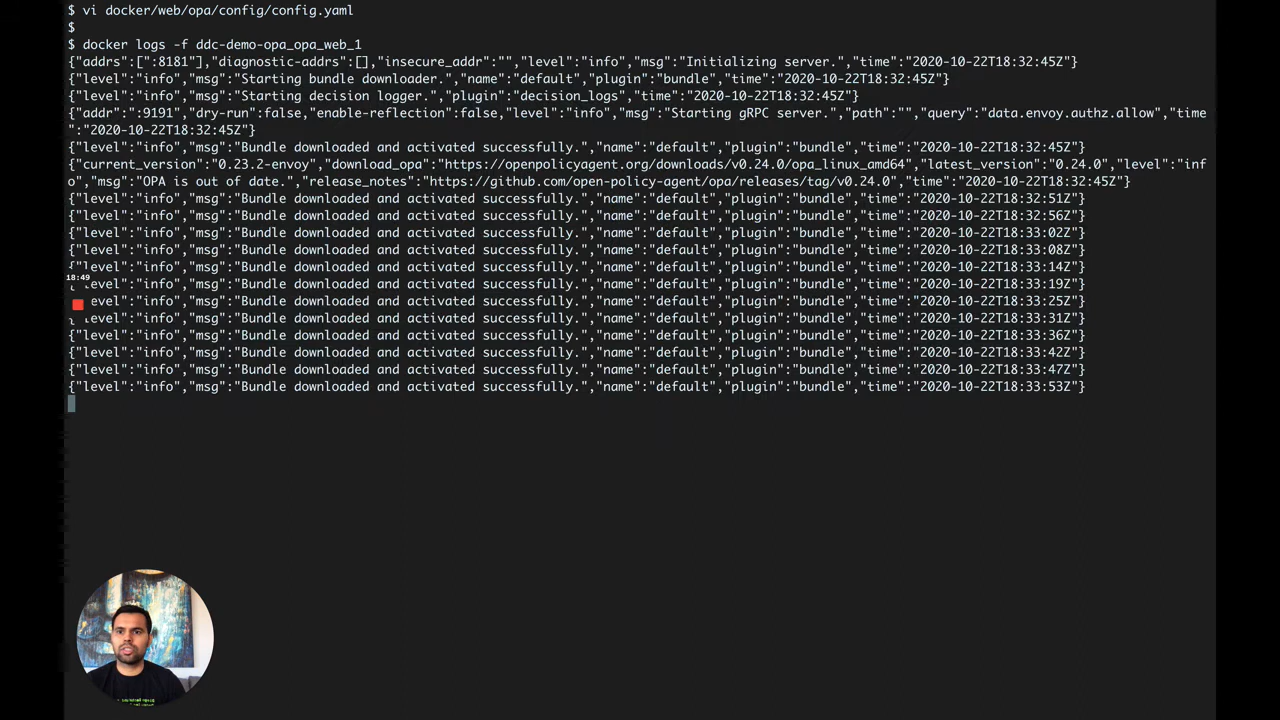 $ vi docker/web/opa/config/config.yaml
$
$ docker logs -f ddc-demo-opa_opa_web_1
{"addrs":[":8181"],"diagnostic-addrs":[],"insecure_addr":"","level":"info","msg":"Initializing server.","time":"2020-10-22T18:32:45Z"}
{"level":"info","msg":"Starting bundle downloader.","name":"default","plugin":"bundle","time":"2020-10-22T18:32:45Z"}
{"level":"info","msg":"Starting decision logger.","plugin":"decision_logs","time":"2020-10-22T18:32:45Z"}
{"addr":":9191","dry-run":false,"enable-reflection":false,"level":"info","msg":"Starting gRPC server.","path":"","query":"data.envoy.authz.allow","time
":"2020-10-22T18:32:45Z"}
{"level":"info","msg":"Bundle downloaded and activated successfully.","name":"default","plugin":"bundle","time":"2020-10-22T18:32:45Z"}
{"current_version":"0.23.2-envoy","download_opa":"https://openpolicyagent.org/downloads/v0.24.0/opa_linux_amd64","latest_version":"0.24.0","level":"inf
o","msg":"OPA is out of date.","release_notes":"https://github.com/open-policy-agent/opa/releases/tag/v0.24.0","time":"2020-10-22T18:32:45Z"}
{"level":"info","msg":"Bundle downloaded and activated successfully.","name":"default","plugin":"bundle","time":"2020-10-22T18:32:51Z"}
{"level":"info","msg":"Bundle downloaded and activated successfully.","name":"default","plugin":"bundle","time":"2020-10-22T18:32:56Z"}
{"level":"info","msg":"Bundle downloaded and activated successfully.","name":"default","plugin":"bundle","time":"2020-10-22T18:33:02Z"}
{"level":"info","msg":"Bundle downloaded and activated successfully.","name":"default","plugin":"bundle","time":"2020-10-22T18:33:08Z"}
{"level":"info","msg":"Bundle downloaded and activated successfully.","name":"default","plugin":"bundle","time":"2020-10-22T18:33:14Z"}
18:49
level":"info","msg":"Bundle downloaded and activated successfully.","name":"default","plugin":"bundle","time":"2020-10-22T18:33:19Z"}
level":"info","msg":"Bundle downloaded and activated successfully.","name":"default","plugin":"bundle","time":"2020-10-22T18:33:25Z"}
level":"info","msg":"Bundle downloaded and activated successfully.","name":"default","plugin":"bundle","time":"2020-10-22T18:33:31Z"}
{"level":"info","msg":"Bundle downloaded and activated successfully.","name":"default","plugin":"bundle","time":"2020-10-22T18:33:36Z"}
{"level":"info","msg":"Bundle downloaded and activated successfully.","name":"default","plugin":"bundle","time":"2020-10-22T18:33:42Z"}
{"level":"info","msg":"Bundle downloaded and activated successfully.","name":"default","plugin":"bundle","time":"2020-10-22T18:33:47Z"}
{"level":"info","msg":"Bundle downloaded and activated successfully.","name":"default","plugin":"bundle","time":"2020-10-22T18:33:53Z"}